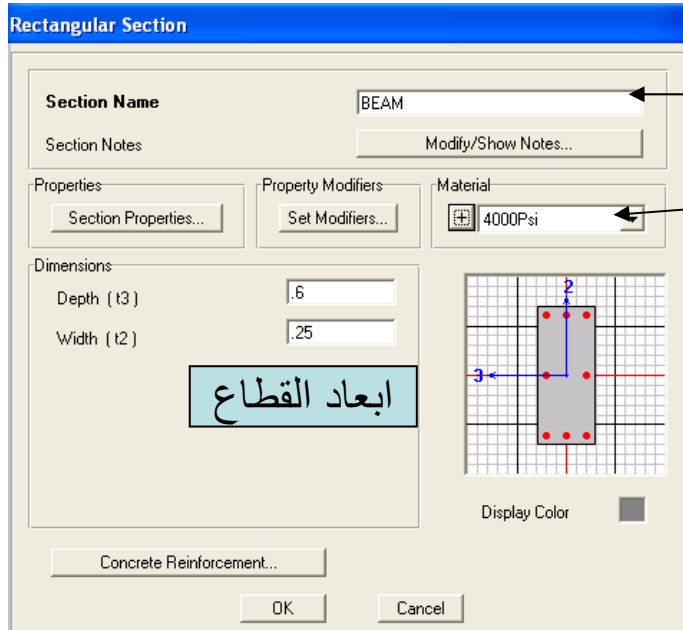 Rectangular Section
Section Name
BEAM
Section Notes
Modify/Show Notes...
Properties
Section Properties...
Property Modifiers
Set Modifiers...
Material
4000Psi
Dimensions
Depth ( t3 )
.6
Width ( t2 )
.25
ابعاد القطاع
2
3
Display Color
Concrete Reinforcement...
OK
Cancel